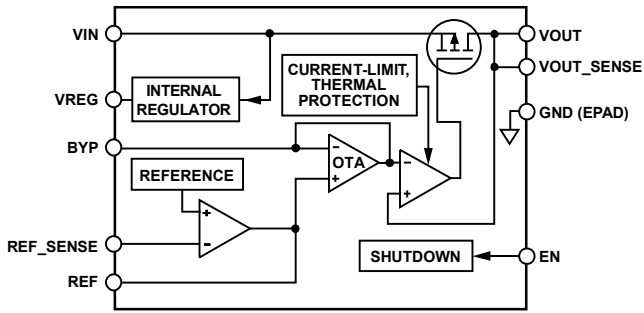 VIN
VOUT
VOUT_SENSE
CURRENT-LIMIT,
THERMAL
PROTECTION
INTERNAL
REGULATOR
VREG
GND (EPAD)
BYP
–
OTA
+
–
+
REFERENCE
+
–
REF_SENSE
REF
SHUTDOWN
EN